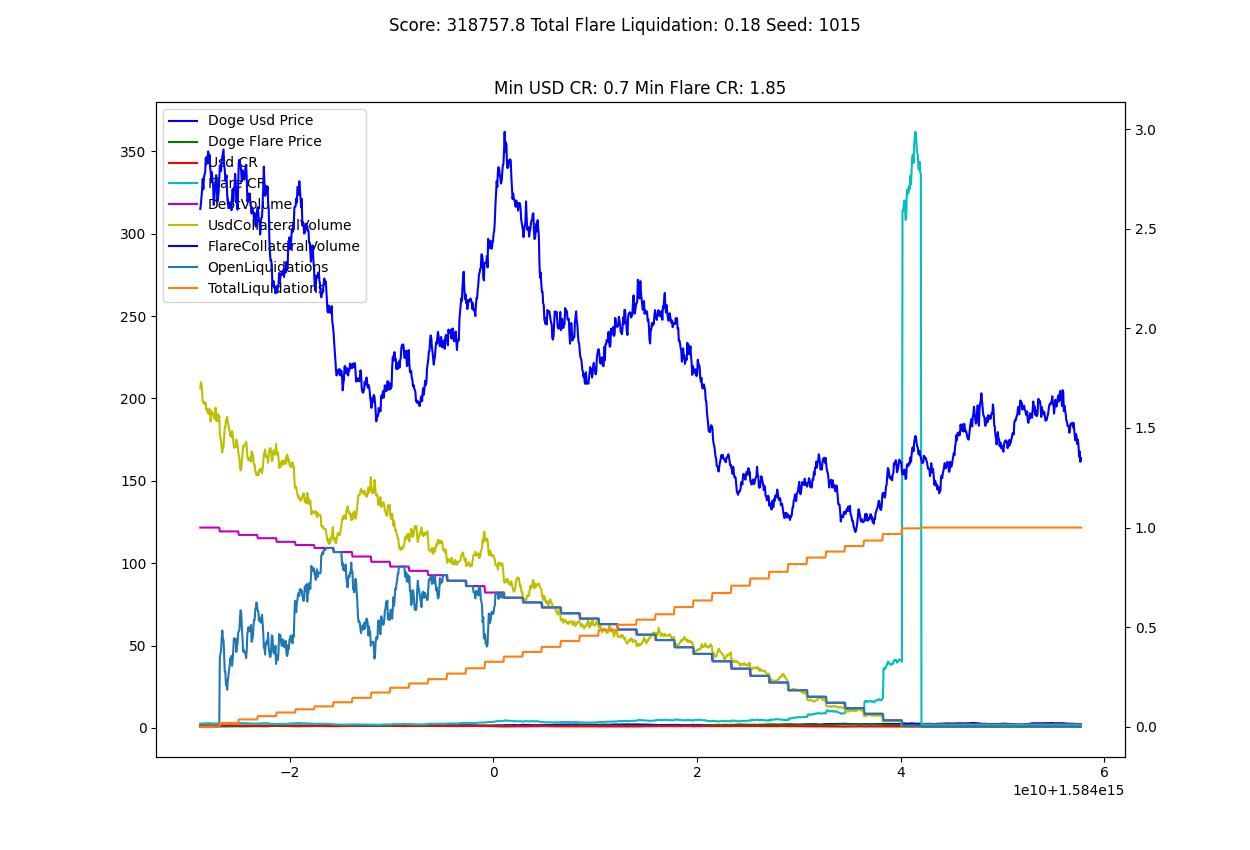 Score: 318757.8 Total Flare Liquidation: 0.18 Seed: 1015
Min USD CR: 0.7 Min Flare CR: 1.85
Doge Usd Price
Doge Flare Price
Usd CR
Flare CR
DebtVolume
UsdCollateralVolume
FlareCollateralVolume
OpenLiquidations
TotalLiquidations
350
300
250
200
150
100
50
0
3.0
2.5
2.0
1.5
1.0
0.5
0.0
−2
0
2
4
6
1e10+1.584e15